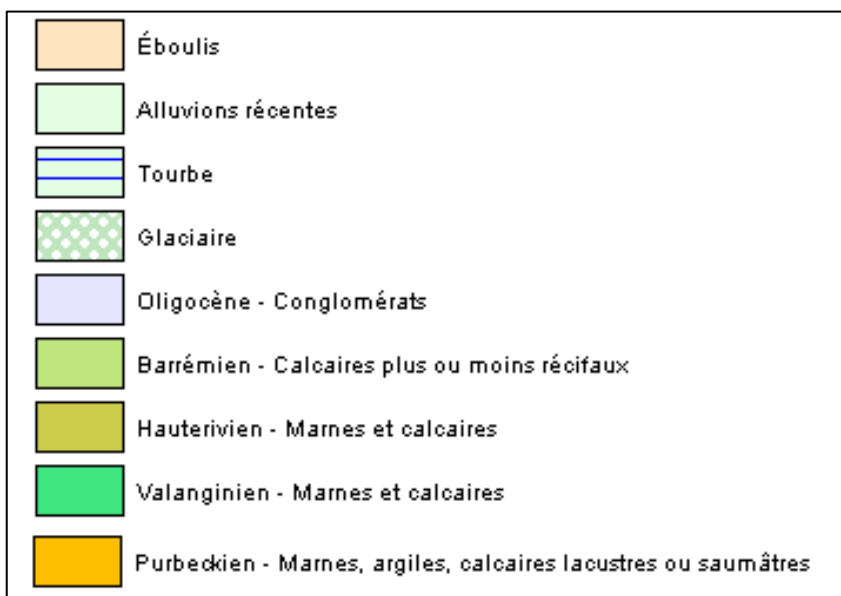 Éboulis
Alluvions récentes
Tourbe
Glaciaire
Oligocène - Conglomérats
Barrémien - Calcaires plus ou moins récifaux
Hauterivien - Marnes et calcaires
Valanginien - Marnes et calcaires
Purbeckien - Marnes, argiles, calcaires lacustres ou saumâtres